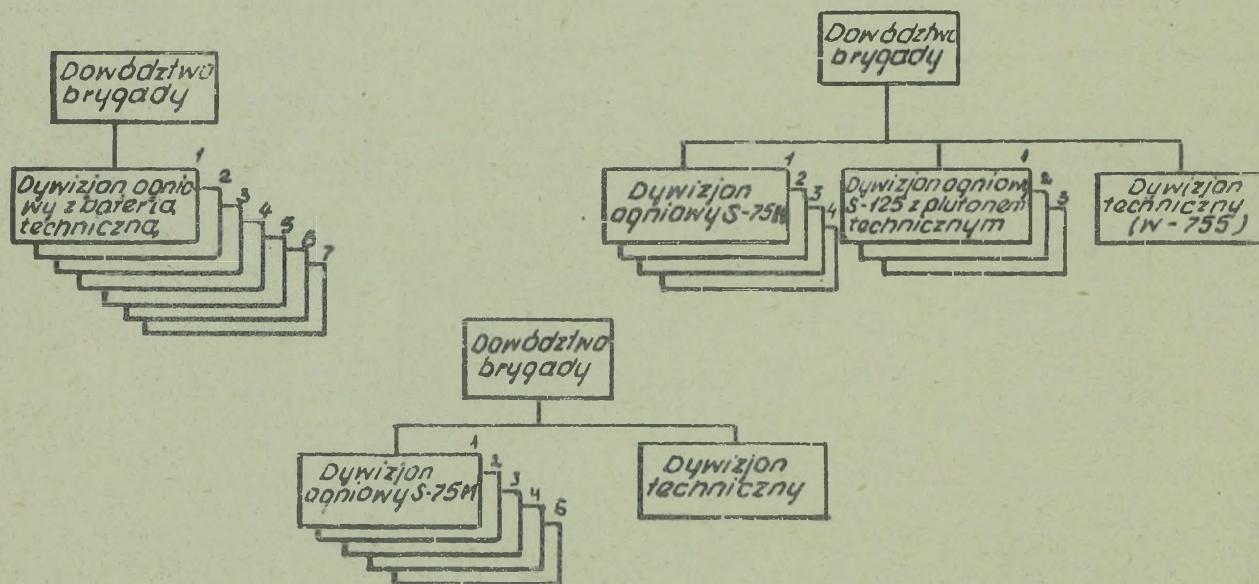 Dowództwo
brygady
1
Dywizjon ognio
wy z baterią
techniczną
2
3
4
5
6
7
Dowództwo
brygady
1
Dywizjon
ogniowy S-75M
2
3
4
1
Dywizjon ogniowy
S-125 z plutonem
technicznym
2
3
Dywizjon
techniczny
(W-755)
Dowództwo
brygady
1
Dywizjon
ogniowy S-75M
2
3
4
5
Dywizjon
techniczny